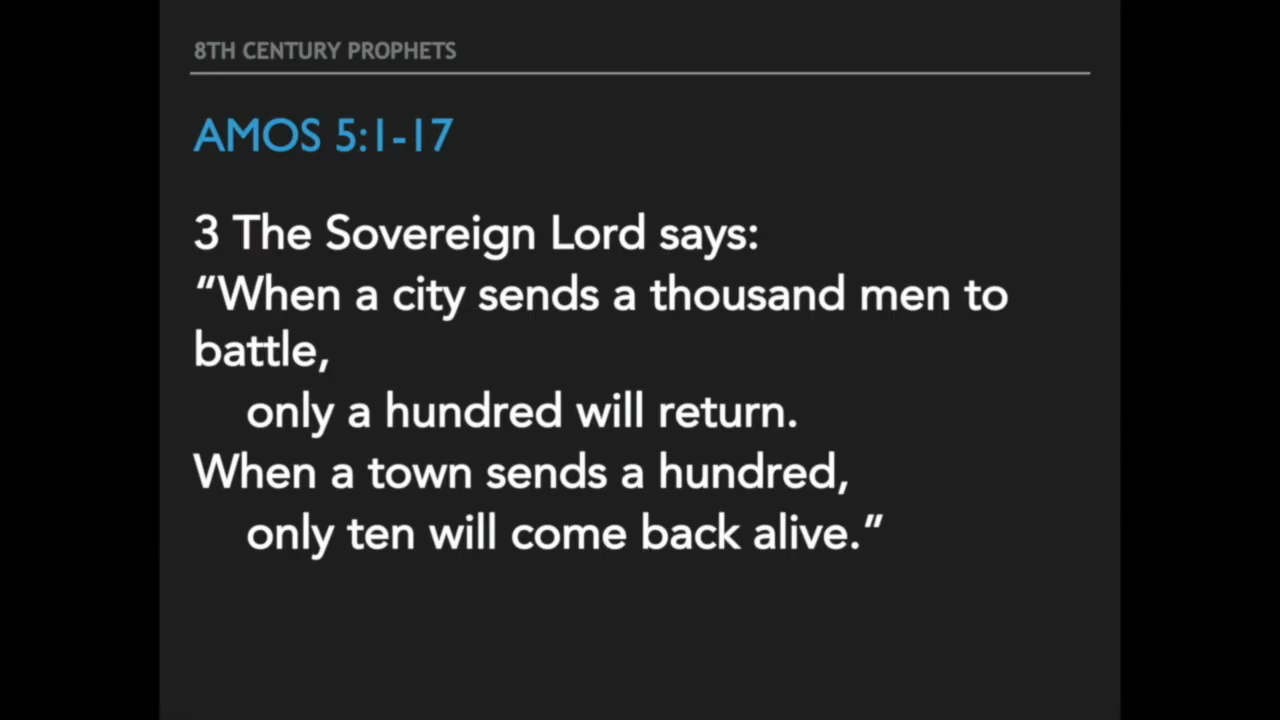 8TH CENTURY PROPHETS
AMOS 5:1-17
3 The Sovereign Lord says:
“When a city sends a thousand men to
battle,
only a hundred will return.
When a town sends a hundred,
only ten will come back alive.”